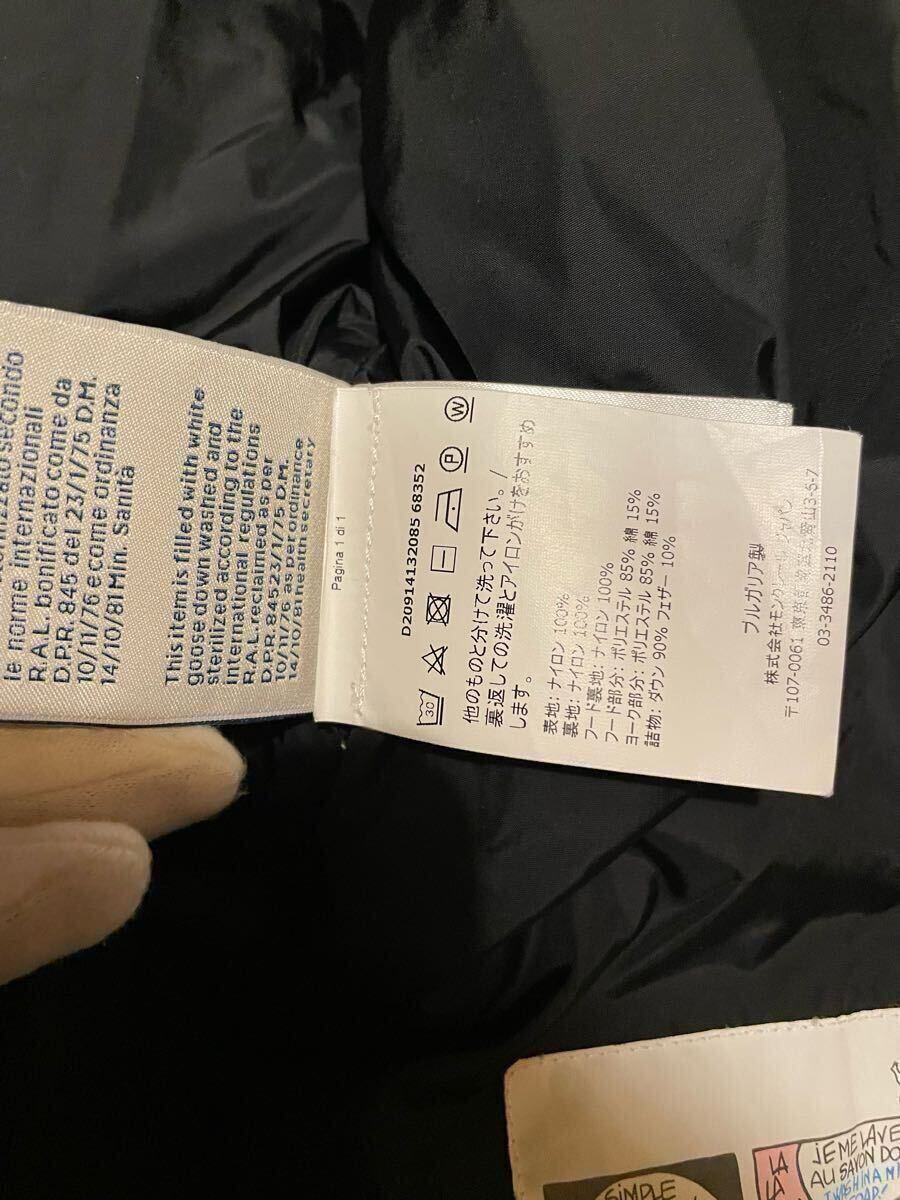 le nome internazionali
R.A.L. bonificato come da
D.P.R. 845 del 23/1/75 D.M.
10/11/76 e come ordinanza
14/10/81 Min. Sanità
This item is filled with white
goose down washed and
sterilized according to the
international regulations
R.A.L. eclaimed as per
D.P.R. 84523/1/75 D.M.
10/11/76 as per ordonance
14/10/81 health secretary
Pagina 1 di 1
D20914132085 68352
30
P
W
他のものと分けて洗って下さい。/
裏返しての洗濯とアイロンがけをおすすめ
します。
表地: ナイロン 100%
裏地: ナイロン 100%
フード裏地: ナイロン 100%
フード部分: ポリエステル 85% 綿 15%
ヨーク部分: ポリエステル 85% 綿 15%
詰物: ダウン 90% フェザー 10%
ブルガリア製
株式会社モンクレール ジャパン
〒107-0061 東京都港区北青山3-6-7
03-3486-2110
SiMPLE
LA
LA
JE ME LAVE
AU SAVON DO